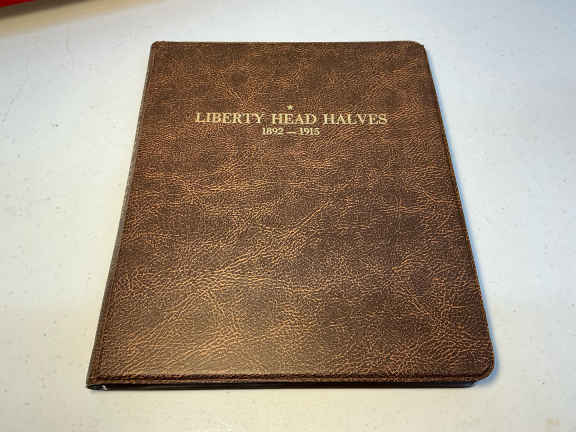 LIBERTY HEAD HALVES
1892 — 1915